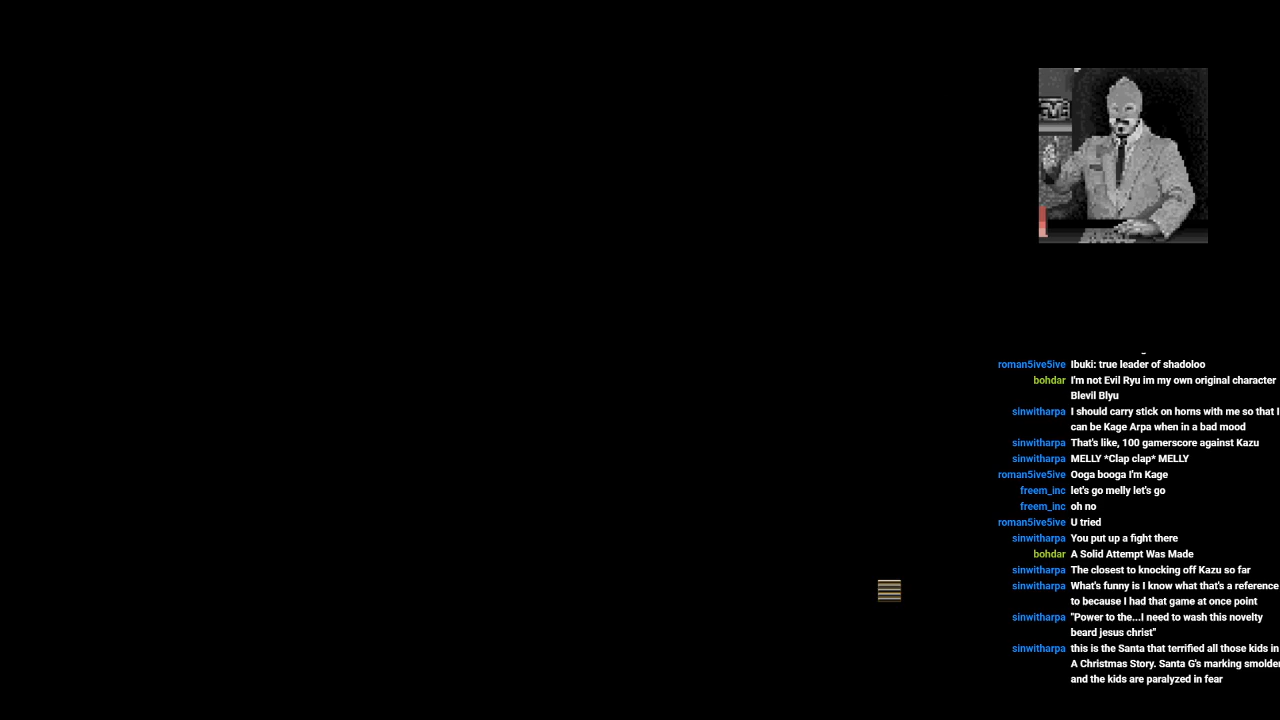 roman5ive5ive Ibuki: true leader of shadoloo
bohdar I'm not Evil Ryu im my own original character
Blevil Blyu
sinwitharpa I should carry stick on horns with me so that I
can be Kage Arpa when in a bad mood
sinwitharpa That's like, 100 gamerscore against Kazu
sinwitharpa MELLY *Clap clap* MELLY
roman5ive5ive Ooga booga I'm Kage
freem_inc let's go melly let's go
freem_inc oh no
roman5ive5ive U tried
sinwitharpa You put up a fight there
bohdar A Solid Attempt Was Made
sinwitharpa The closest to knocking off Kazu so far
sinwitharpa What's funny is I know what that's a reference
to because I had that game at once point
sinwitharpa "Power to the...I need to wash this novelty
beard jesus christ"
sinwitharpa this is the Santa that terrified all those kids in
A Christmas Story. Santa G's marking smolder
and the kids are paralyzed in fear